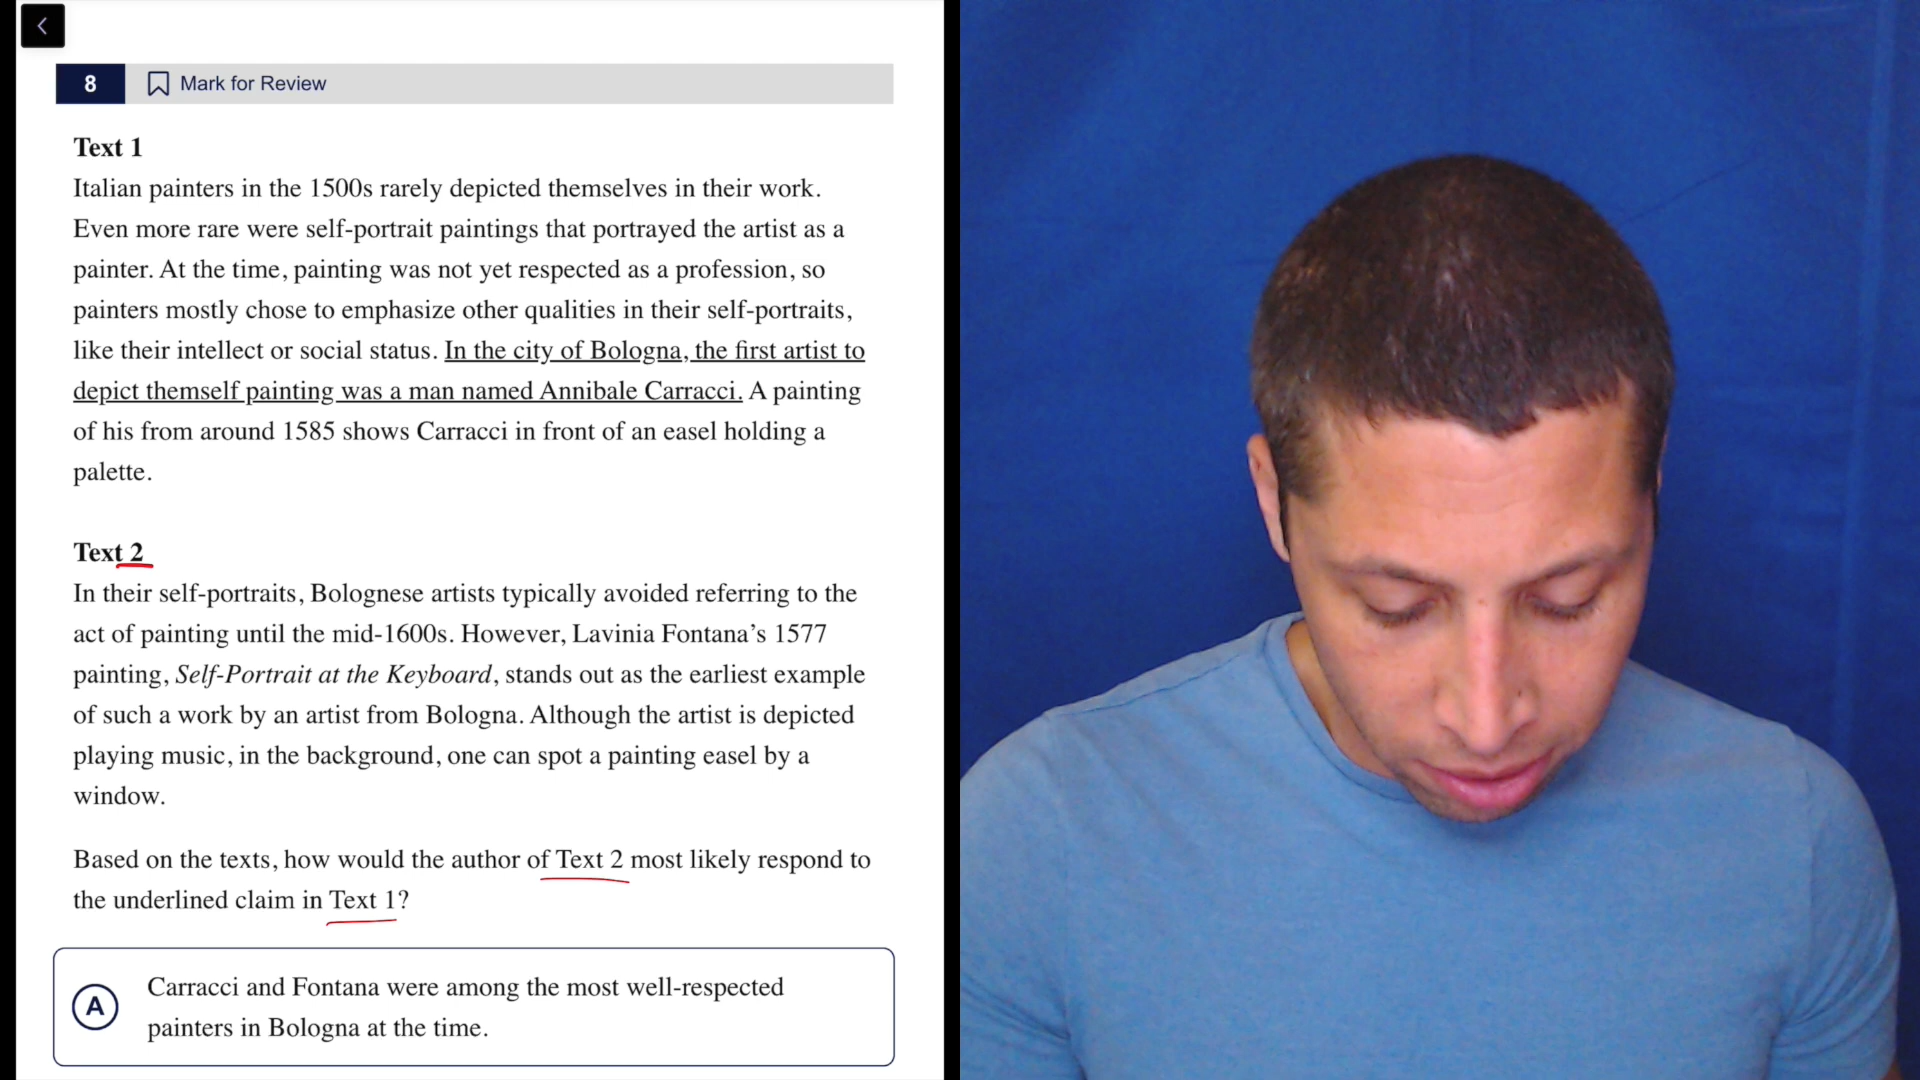 8 Mark for Review
Text 1
Italian painters in the 1500s rarely depicted themselves in their work.
Even more rare were self-portrait paintings that portrayed the artist as a
painter. At the time, painting was not yet respected as a profession, so
painters mostly chose to emphasize other qualities in their self-portraits,
like their intellect or social status. In the city of Bologna, the first artist to
depict themself painting was a man named Annibale Carracci. A painting
of his from around 1585 shows Carracci in front of an easel holding a
palette.
Text 2
In their self-portraits, Bolognese artists typically avoided referring to the
act of painting until the mid-1600s. However, Lavinia Fontana’s 1577
painting, Self-Portrait at the Keyboard, stands out as the earliest example
of such a work by an artist from Bologna. Although the artist is depicted
playing music, in the background, one can spot a painting easel by a
window.
Based on the texts, how would the author of Text 2 most likely respond to
the underlined claim in Text 1?
A Carracci and Fontana were among the most well-respected
painters in Bologna at the time.